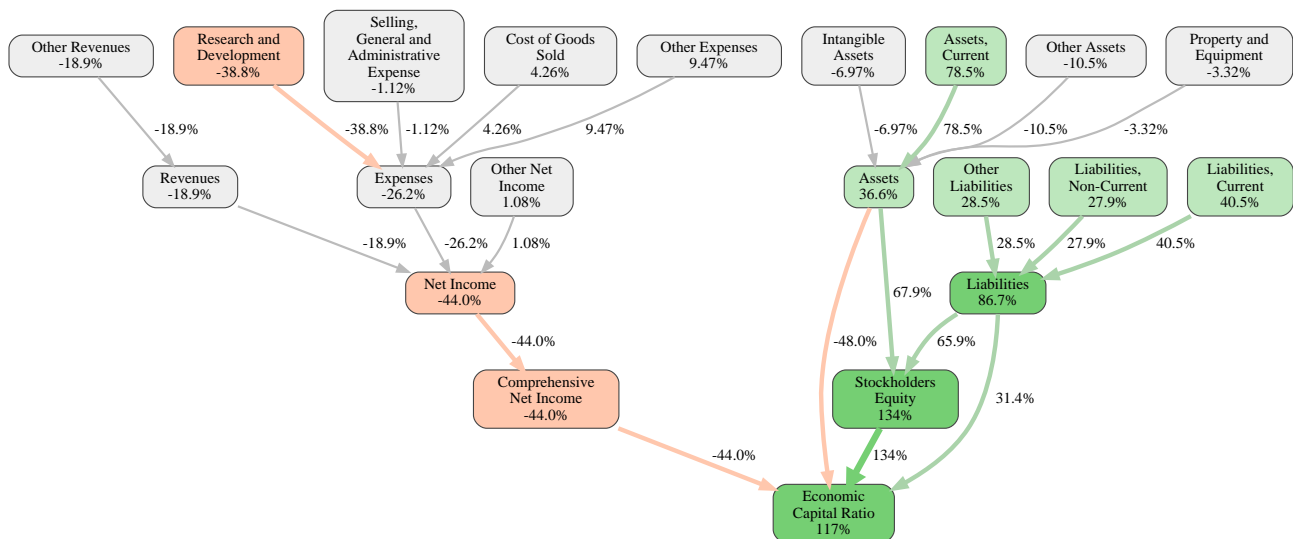 Other Revenues
-18.9%
Research and
Development
-38.8%
Selling,
General and
Administrative
Expense
-1.12%
Cost of Goods
Sold
4.26%
Other Expenses
9.47%
Intangible
Assets
-6.97%
Assets,
Current
78.5%
Other Assets
-10.5%
Property and
Equipment
-3.32%
-18.9%
-38.8%
-1.12%
4.26%
9.47%
-6.97%
78.5%
-10.5%
-3.32%
Revenues
-18.9%
Expenses
-26.2%
Other Net
Income
1.08%
Assets
36.6%
Other
Liabilities
28.5%
Liabilities,
Non-Current
27.9%
Liabilities,
Current
40.5%
-18.9%
-26.2%
1.08%
28.5%
27.9%
40.5%
Net Income
-44.0%
Liabilities
86.7%
67.9%
-44.0%
-48.0%
65.9%
Comprehensive
Net Income
-44.0%
Stockholders
Equity
134%
31.4%
-44.0%
134%
Economic
Capital Ratio
117%